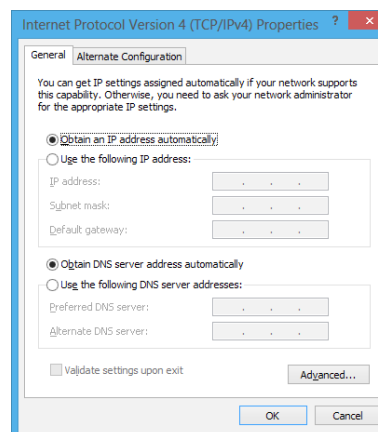 Internet Protocol Version 4 (TCP/IPv4) Properties ? ×
General Alternate Configuration
You can get IP settings assigned automatically if your network supports
this capability. Otherwise, you need to ask your network administrator
for the appropriate IP settings.
Obtain an IP address automatically
Use the following IP address:
IP address: . . .
Subnet mask: . . .
Default gateway: . . .
Obtain DNS server address automatically
Use the following DNS server addresses:
Preferred DNS server: . . .
Alternate DNS server: . . .
Validate settings upon exit
Advanced...
OK Cancel